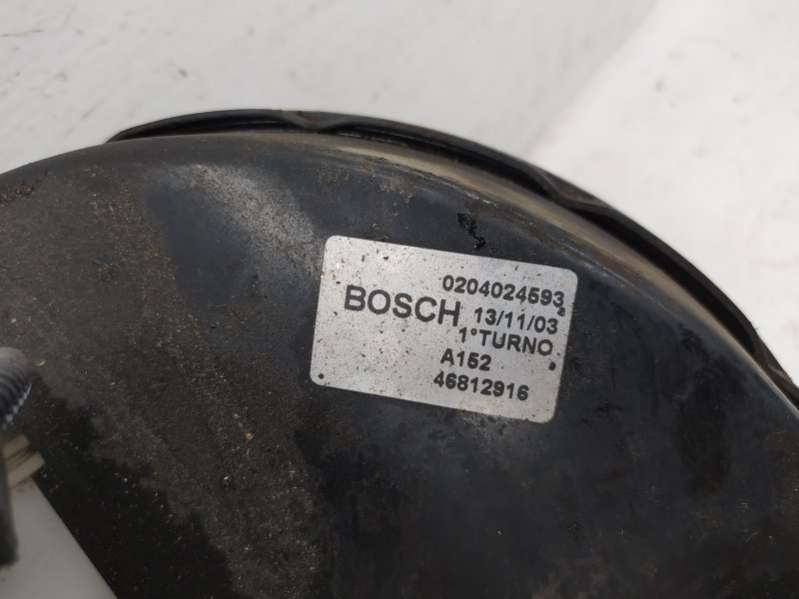 0204024593
BOSCH 13/11/03
1°TURNO
A152
46812916